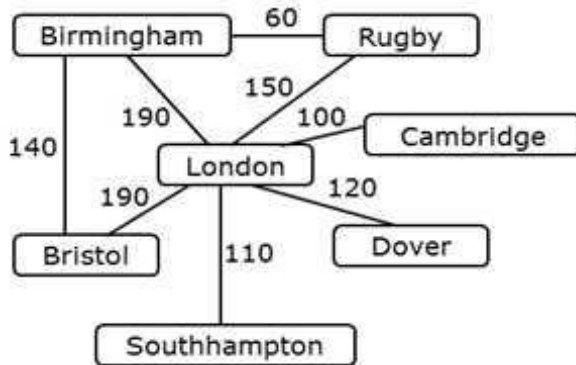 60
Birmingham
Rugby
150
190
100
Cambridge
140
London
190
120
Bristol
110
Dover
Southhampton